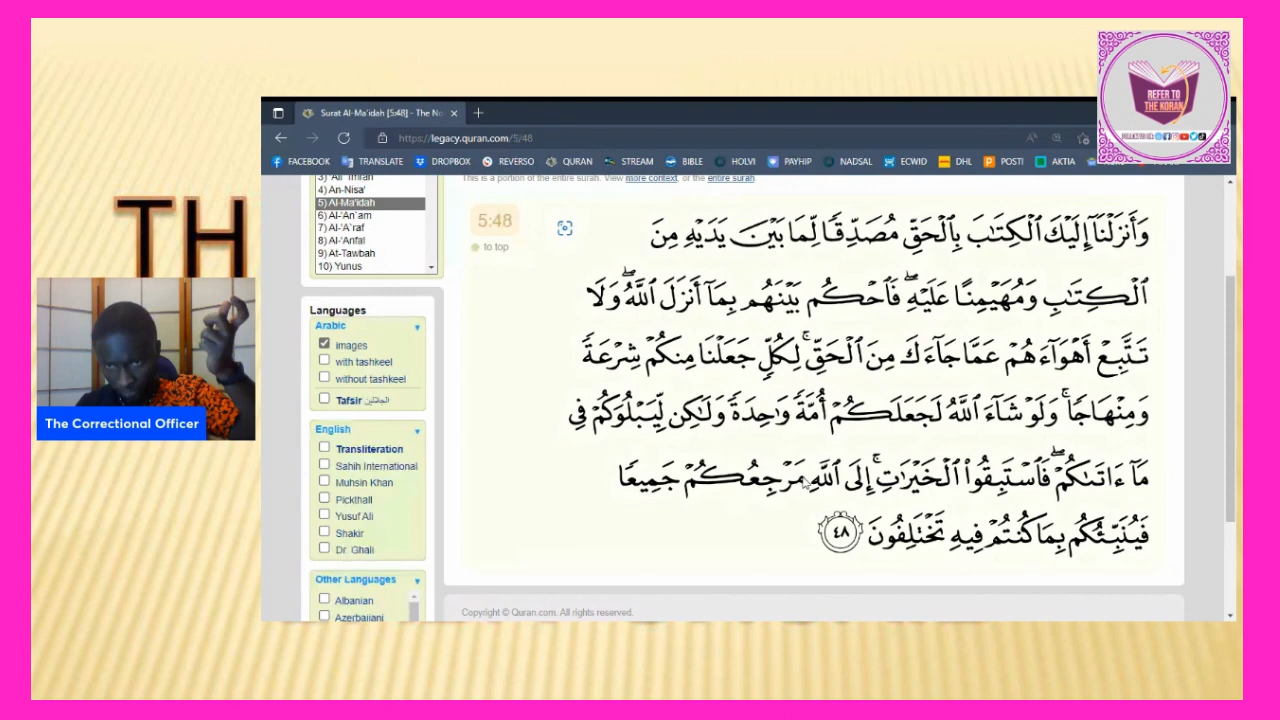 TH
REFER TO
THE KORAN
Surat Al-Ma'idah [5:48] - The No
https://legacy.quran.com/5/48
FACEBOOK TRANSLATE DROPBOX REVERSO QURAN STREAM BIBLE HOLVI PAYHIP NADSAL ECWID DHL POSTI AKTIA
This is a portion of the entire surah. View more context, or the entire surah.
3) 'Ali `Imran
4) An-Nisa'
5) Al-Ma'idah
6) Al-'An`am
7) Al-'A`raf
8) Al-'Anfal
9) At-Tawbah
10) Yunus
Languages
Arabic
images
with tashkeel
without tashkeel
Tafsir الجلالين
English
Transliteration
Sahih International
Muhsin Khan
Pickthall
Yusuf Ali
Shakir
Dr. Ghali
Other Languages
Albanian
Azerbaijani
5:48
to top
وَأَنزَلْنَآ إِلَيْكَ ٱلْكِتَٰبَ بِٱلْحَقِّ مُصَدِّقًا لِّمَا بَيْنَ يَدَيْهِ مِنَ
ٱلْكِتَٰبِ وَمُهَيْمِنًا عَلَيْهِ ۖ فَٱحْكُم بَيْنَهُم بِمَآ أَنزَلَ ٱللَّهُ ۖ وَلَا
تَتَّبِعْ أَهْوَآءَهُمْ عَمَّا جَآءَكَ مِنَ ٱلْحَقِّ ۚ لِكُلٍّ جَعَلْنَا مِنكُمْ شِرْعَةً
وَمِنْهَاجًا ۚ وَلَوْ شَآءَ ٱللَّهُ لَجَعَلَكُمْ أُمَّةً وَٰحِدَةً وَلَٰكِن لِّيَبْلُوَكُمْ فِى
مَآ ءَاتَىٰكُمْ ۖ فَٱسْتَبِقُوا۟ ٱلْخَيْرَٰتِ ۚ إِلَى ٱللَّهِ مَرْجِعُكُمْ جَمِيعًا
فَيُنَبِّئُكُم بِمَا كُنتُمْ فِيهِ تَخْتَلِفُونَ ٤٨
Copyright © Quran.com. All rights reserved.
The Correctional Officer